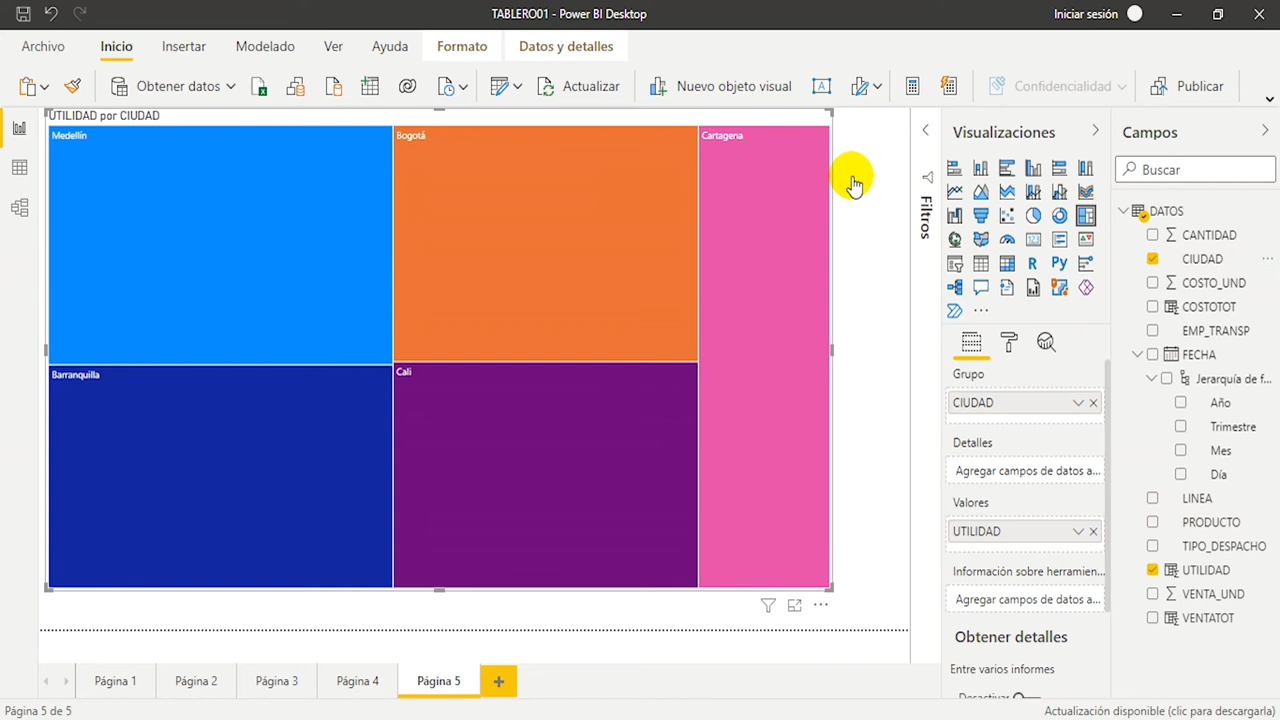 TABLERO01 - Power BI Desktop
Iniciar sesión
Archivo
Inicio
Insertar
Modelado
Ver
Ayuda
Formato
Datos y detalles
Obtener datos
Actualizar
Nuevo objeto visual
Confidencialidad
Publicar
UTILIDAD por CIUDAD
Medellín
Bogotá
Cartagena
Barranquilla
Cali
Filtros
Visualizaciones
R
Py
123
Grupo
CIUDAD
Detalles
Agregar campos de datos a...
Valores
UTILIDAD
Información sobre herramien...
Agregar campos de datos a...
Obtener detalles
Entre varios informes
Desactivar
Campos
Buscar
DATOS
CANTIDAD
CIUDAD
COSTO_UND
COSTOTOT
EMP_TRANSP
FECHA
Jerarquía de f...
Año
Trimestre
Mes
Día
LINEA
PRODUCTO
TIPO_DESPACHO
UTILIDAD
VENTA_UND
VENTATOT
Página 1
Página 2
Página 3
Página 4
Página 5
Página 5 de 5
Actualización disponible (clic para descargarla)